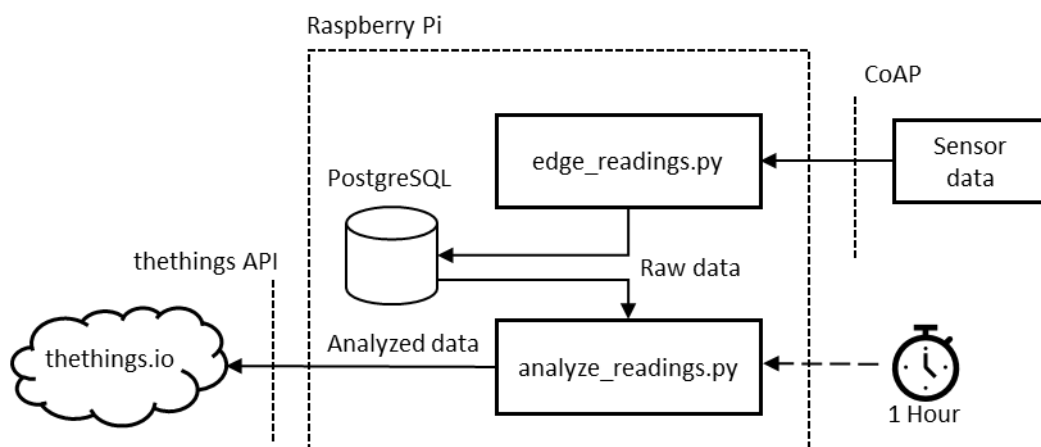 Raspberry Pi
CoAP
edge_readings.py
Sensor
data
PostgreSQL
thethings API
Raw data
thethings.io
Analyzed data
analyze_readings.py
1 Hour